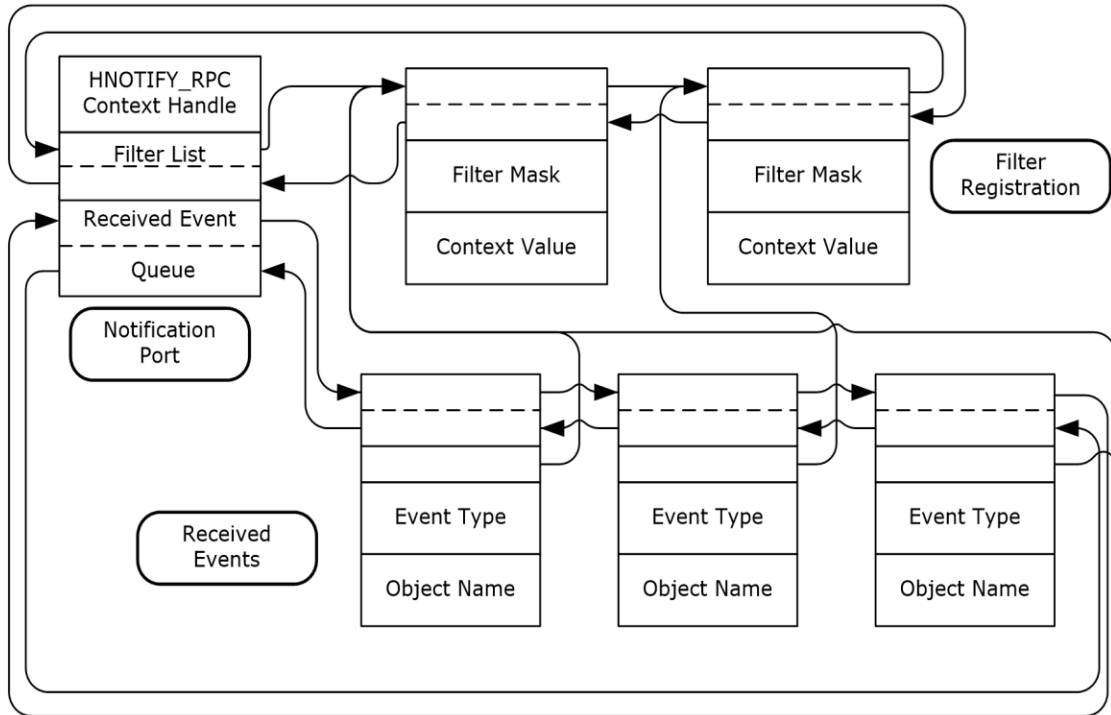 HNOTIFY_RPC
Context Handle
Filter List
Received Event
Queue
Notification
Port
Filter Mask
Context Value
Filter Mask
Context Value
Filter
Registration
Received
Events
Event Type
Object Name
Event Type
Object Name
Event Type
Object Name